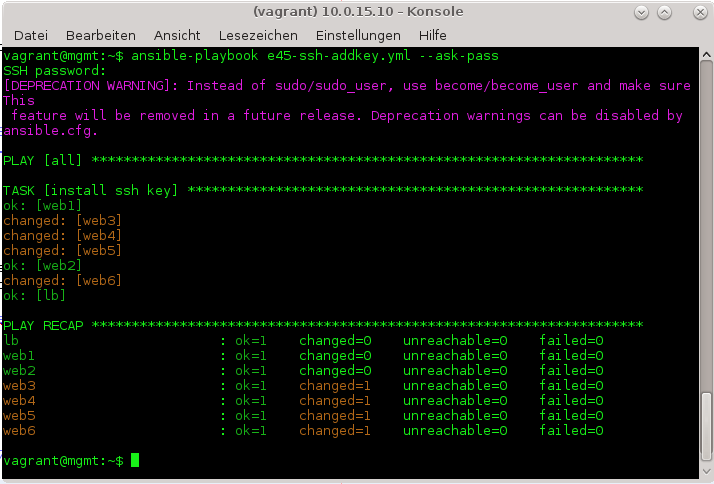 (vagrant) 10.0.15.10 – Konsole
Datei Bearbeiten Ansicht Lesezeichen Einstellungen Hilfe
vagrant@mgmt:~$ ansible-playbook e45-ssh-addkey.yml --ask-pass
SSH password:
[DEPRECATION WARNING]: Instead of sudo/sudo_user, use become/become_user and make sure
This
 feature will be removed in a future release. Deprecation warnings can be disabled by
ansible.cfg.
PLAY [all] *********************************************************************
TASK [install ssh key] *********************************************************
ok: [web1]
changed: [web3]
changed: [web4]
changed: [web5]
ok: [web2]
changed: [web6]
ok: [lb]
PLAY RECAP *********************************************************************
lb                         : ok=1    changed=0    unreachable=0    failed=0
web1                       : ok=1    changed=0    unreachable=0    failed=0
web2                       : ok=1    changed=0    unreachable=0    failed=0
web3                       : ok=1    changed=1    unreachable=0    failed=0
web4                       : ok=1    changed=1    unreachable=0    failed=0
web5                       : ok=1    changed=1    unreachable=0    failed=0
web6                       : ok=1    changed=1    unreachable=0    failed=0
vagrant@mgmt:~$